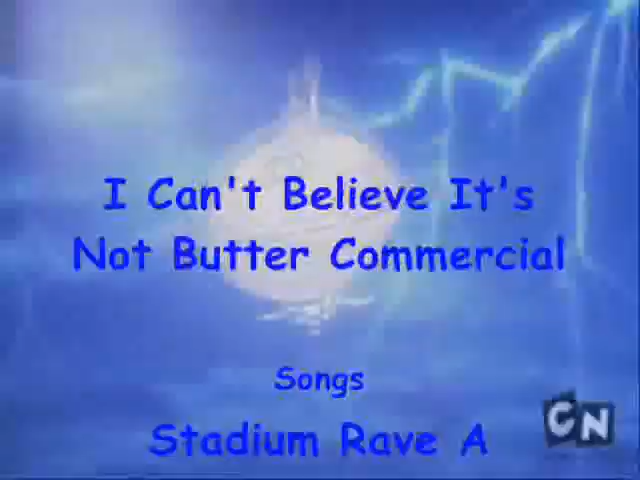 I Can't Believe It's
Not Butter Commercial
Songs
Stadium Rave A
CN